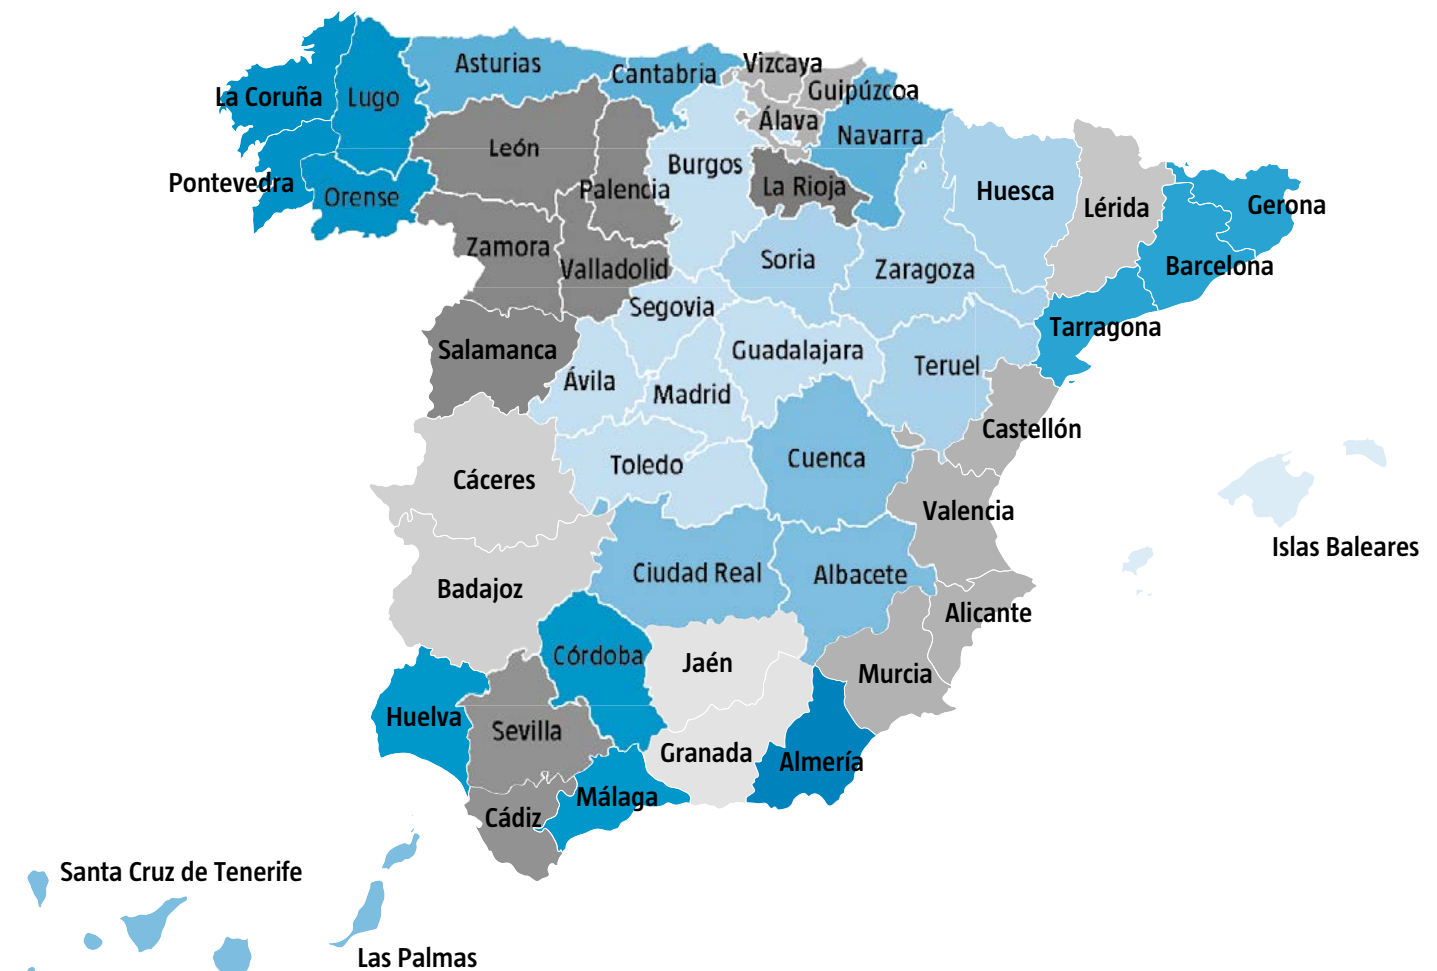 Asturias
Cantabria
Vizcaya
Guipúzcoa
La Coruña
Lugo
Álava
Navarra
León
Burgos
Pontevedra
Orense
Palencia
La Rioja
Huesca
Lérida
Gerona
Zamora
Valladolid
Soria
Zaragoza
Barcelona
Segovia
Tarragona
Salamanca
Guadalajara
Teruel
Ávila
Madrid
Castellón
Cáceres
Toledo
Cuenca
Valencia
Islas Baleares
Badajoz
Ciudad Real
Albacete
Alicante
Córdoba
Jaén
Murcia
Huelva
Sevilla
Granada
Almería
Málaga
Cádiz
Santa Cruz de Tenerife
Las Palmas